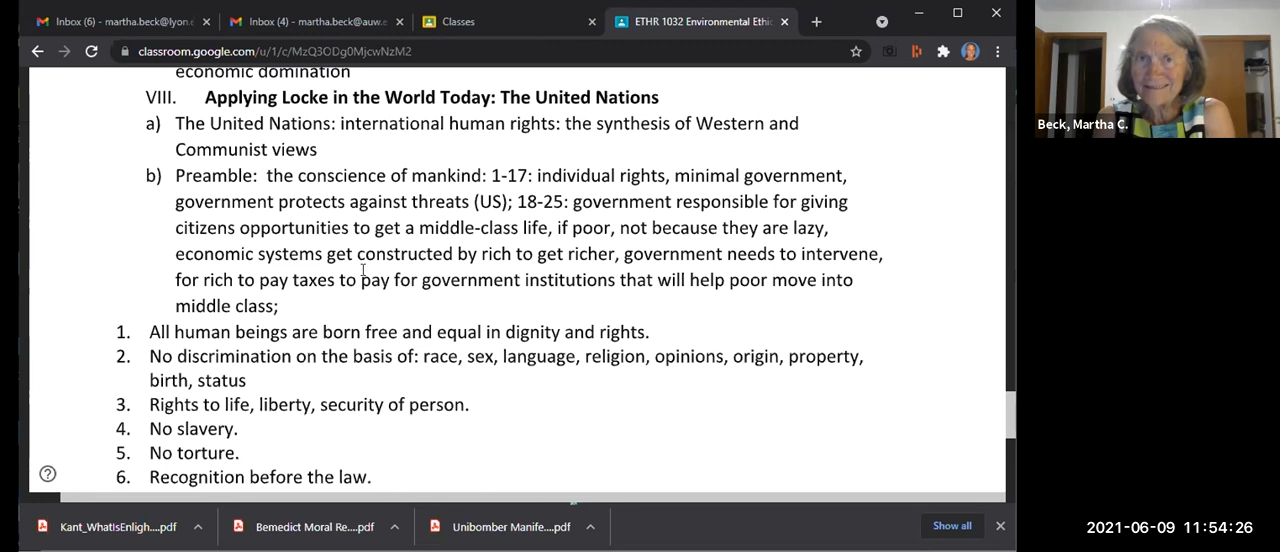 Inbox (6) - martha.beck@lyon.e
Inbox (4) - martha.beck@auw.e
Classes
ETHR 1032 Environmental Ethic
classroom.google.com/u/1/c/MzQ3ODg0MjcwNzM2
economic domination
VIII. Applying Locke in the World Today: The United Nations
a) The United Nations: international human rights: the synthesis of Western and
Communist views
b) Preamble: the conscience of mankind: 1-17: individual rights, minimal government,
government protects against threats (US); 18-25: government responsible for giving
citizens opportunities to get a middle-class life, if poor, not because they are lazy,
economic systems get constructed by rich to get richer, government needs to intervene,
for rich to pay taxes to pay for government institutions that will help poor move into
middle class;
1. All human beings are born free and equal in dignity and rights.
2. No discrimination on the basis of: race, sex, language, religion, opinions, origin, property,
birth, status
3. Rights to life, liberty, security of person.
4. No slavery.
5. No torture.
6. Recognition before the law.
Beck, Martha C.
Kant_WhatIsEnligh....pdf
Bemedict Moral Re....pdf
Unibomber Manife....pdf
Show all
2021-06-09 11:54:26